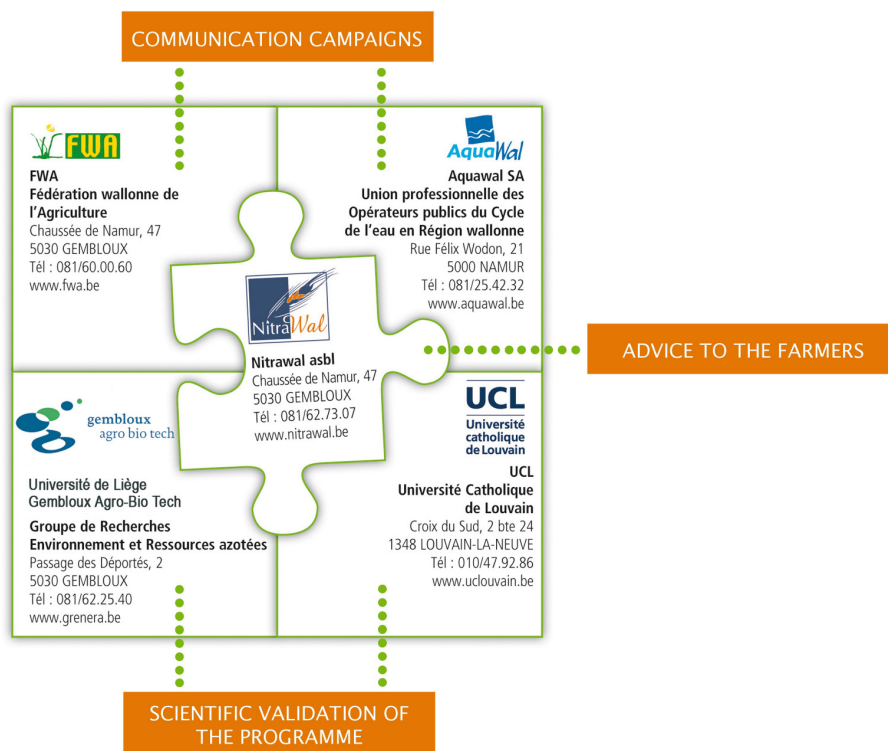 COMMUNICATION CAMPAIGNS
FWA
FWA
Fédération wallonne de
l'Agriculture
Chaussée de Namur, 47
5030 GEMBLOUX
Tél : 081/60.00.60
www.fwa.be
AquaWal
Aquawal SA
Union professionnelle des
Opérateurs publics du Cycle
de l'eau en Région wallonne
Rue Félix Wodon, 21
5000 NAMUR
Tél : 081/25.42.32
www.aquawal.be
NitraWal
Nitrawal asbl
Chaussée de Namur, 47
5030 GEMBLOUX
Tél : 081/62.73.07
www.nitrawal.be
ADVICE TO THE FARMERS
gembloux
agro bio tech
Université de Liège
Gembloux Agro-Bio Tech
Groupe de Recherches
Environnement et Ressources azotées
Passage des Déportés, 2
5030 GEMBLOUX
Tél : 081/62.25.40
www.grenera.be
UCL
Université
catholique
de Louvain
UCL
Université Catholique
de Louvain
Croix du Sud, 2 bte 24
1348 LOUVAIN-LA-NEUVE
Tél : 010/47.92.86
www.uclouvain.be
SCIENTIFIC VALIDATION OF
THE PROGRAMME